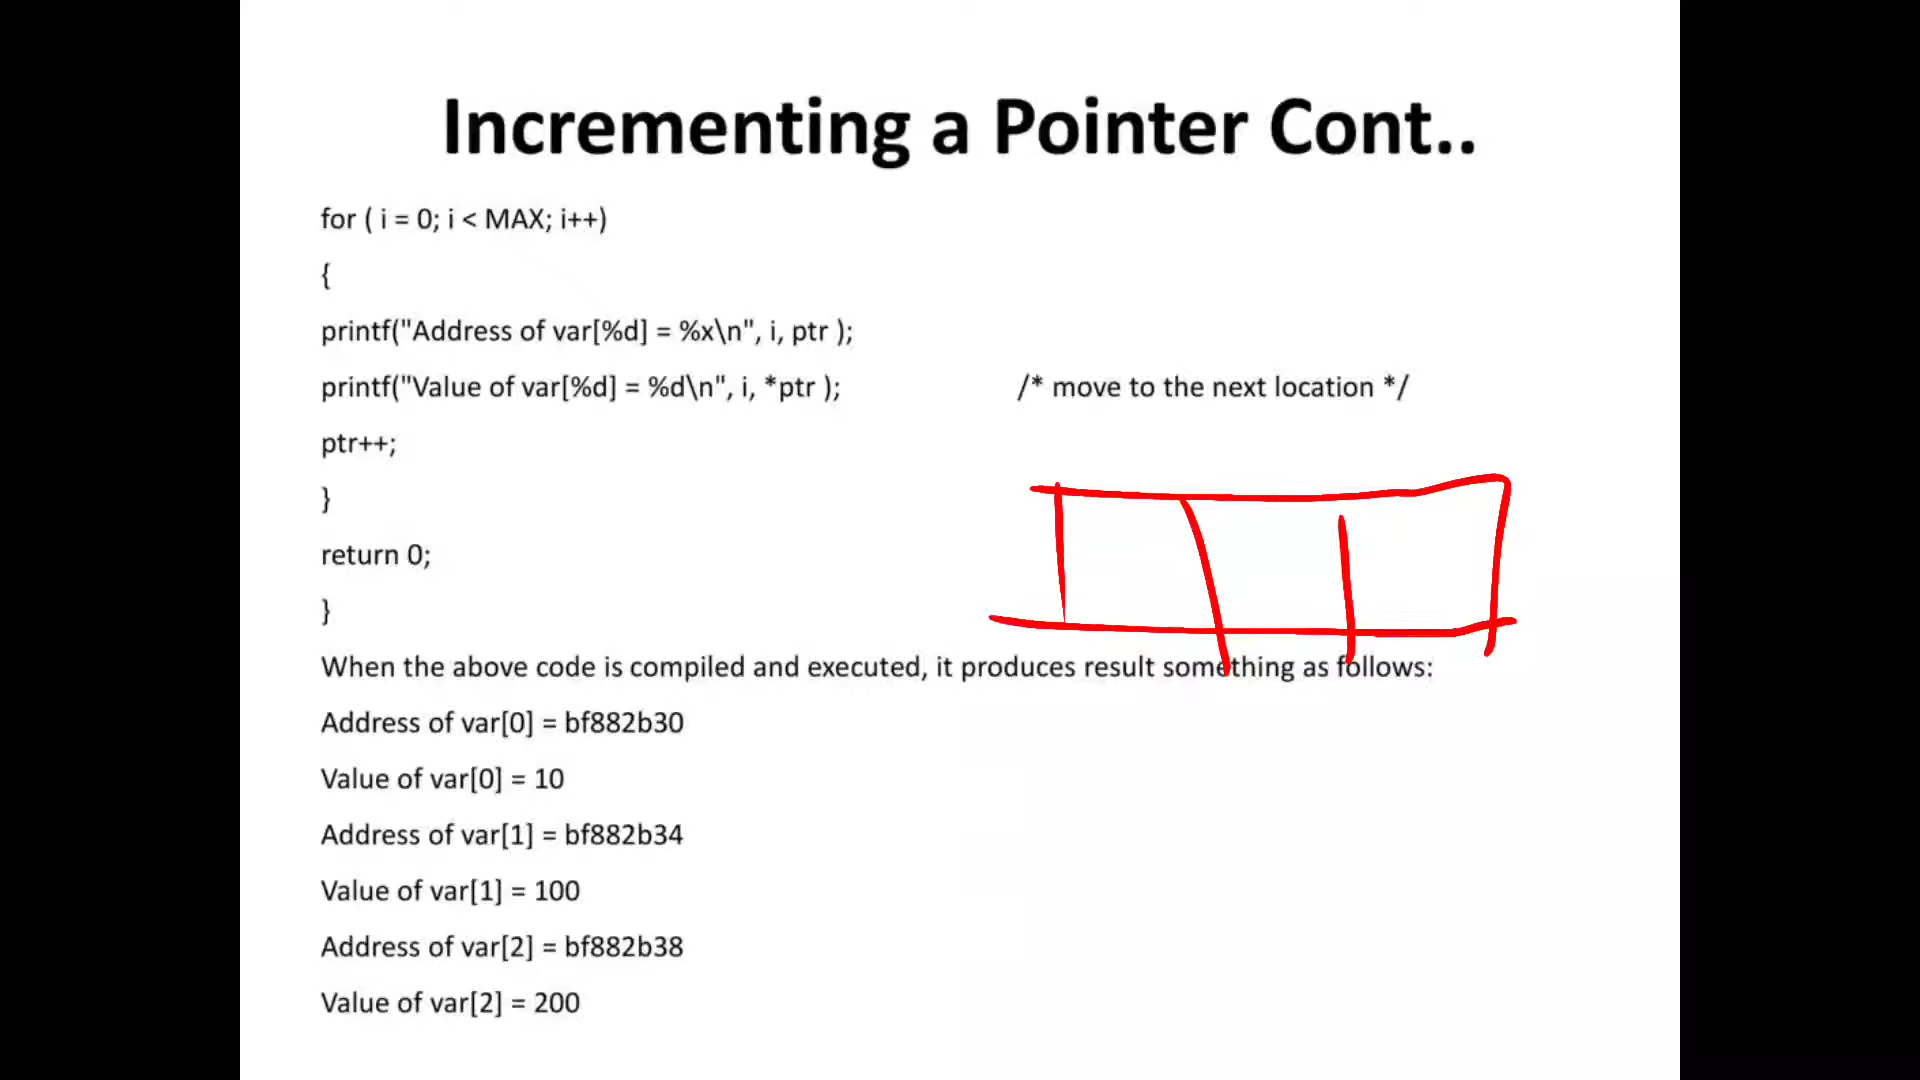 Incrementing a Pointer Cont..
for ( i = 0; i < MAX; i++)
{
printf("Address of var[%d] = %x\n", i, ptr );
printf("Value of var[%d] = %d\n", i, *ptr ); /* move to the next location */
ptr++;
}
return 0;
}
When the above code is compiled and executed, it produces result something as follows:
Address of var[0] = bf882b30
Value of var[0] = 10
Address of var[1] = bf882b34
Value of var[1] = 100
Address of var[2] = bf882b38
Value of var[2] = 200